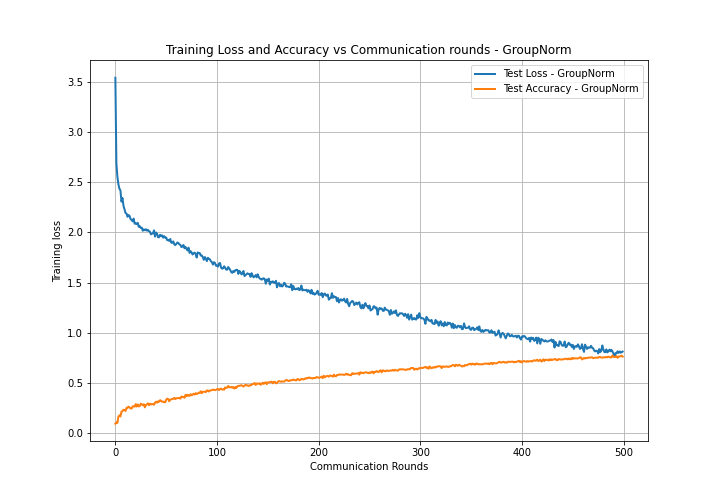 Training Loss and Accuracy vs Communication rounds - GroupNorm
Test Loss - GroupNorm
Test Accuracy - GroupNorm
Training loss
3.5
3.0
2.5
2.0
1.5
1.0
0.5
0.0
0 100 200 300 400 500
Communication Rounds